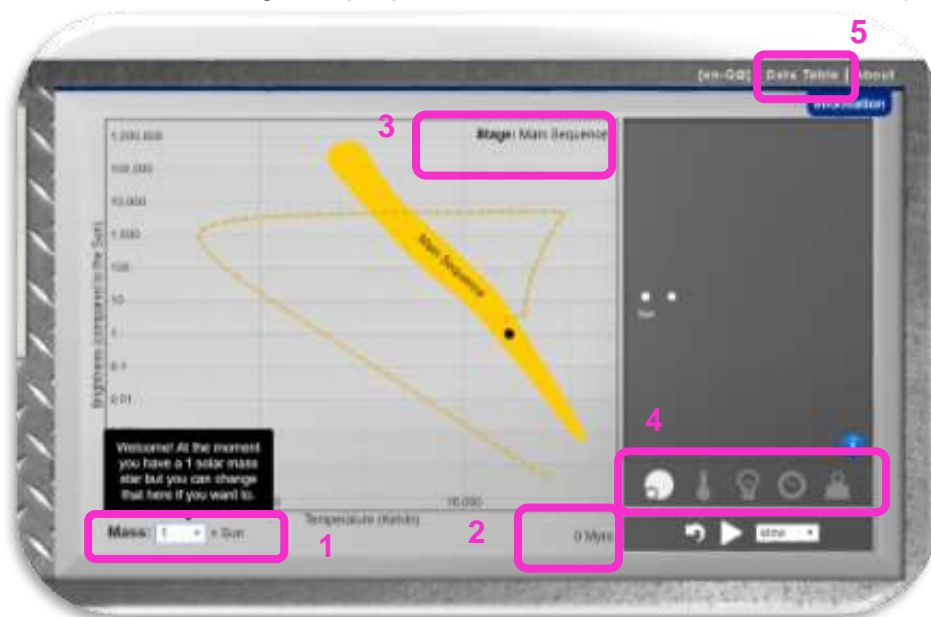 5
[en-GB] | Data Table | About
Information
3
Stage: Main Sequence
1,000,000
100,000
10,000
1,000
100
10
1
0.1
0.01
Brightness compared to the Sun
Main Sequence
Sun
4
Welcome! At the moment
you have a 1 solar mass
star but you can change
that here if you want to.
10,000
Temperature (Kelvin)
Mass: 1 x Sun
1
2
0 Myrs